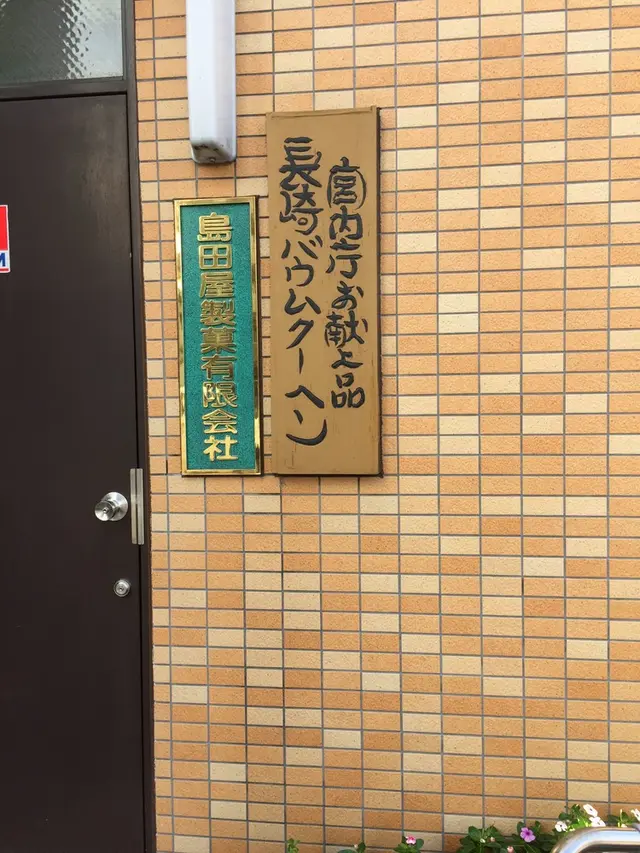 宮内庁お献上品
長崎バウムクーヘン
島田屋製菓有限会社
M